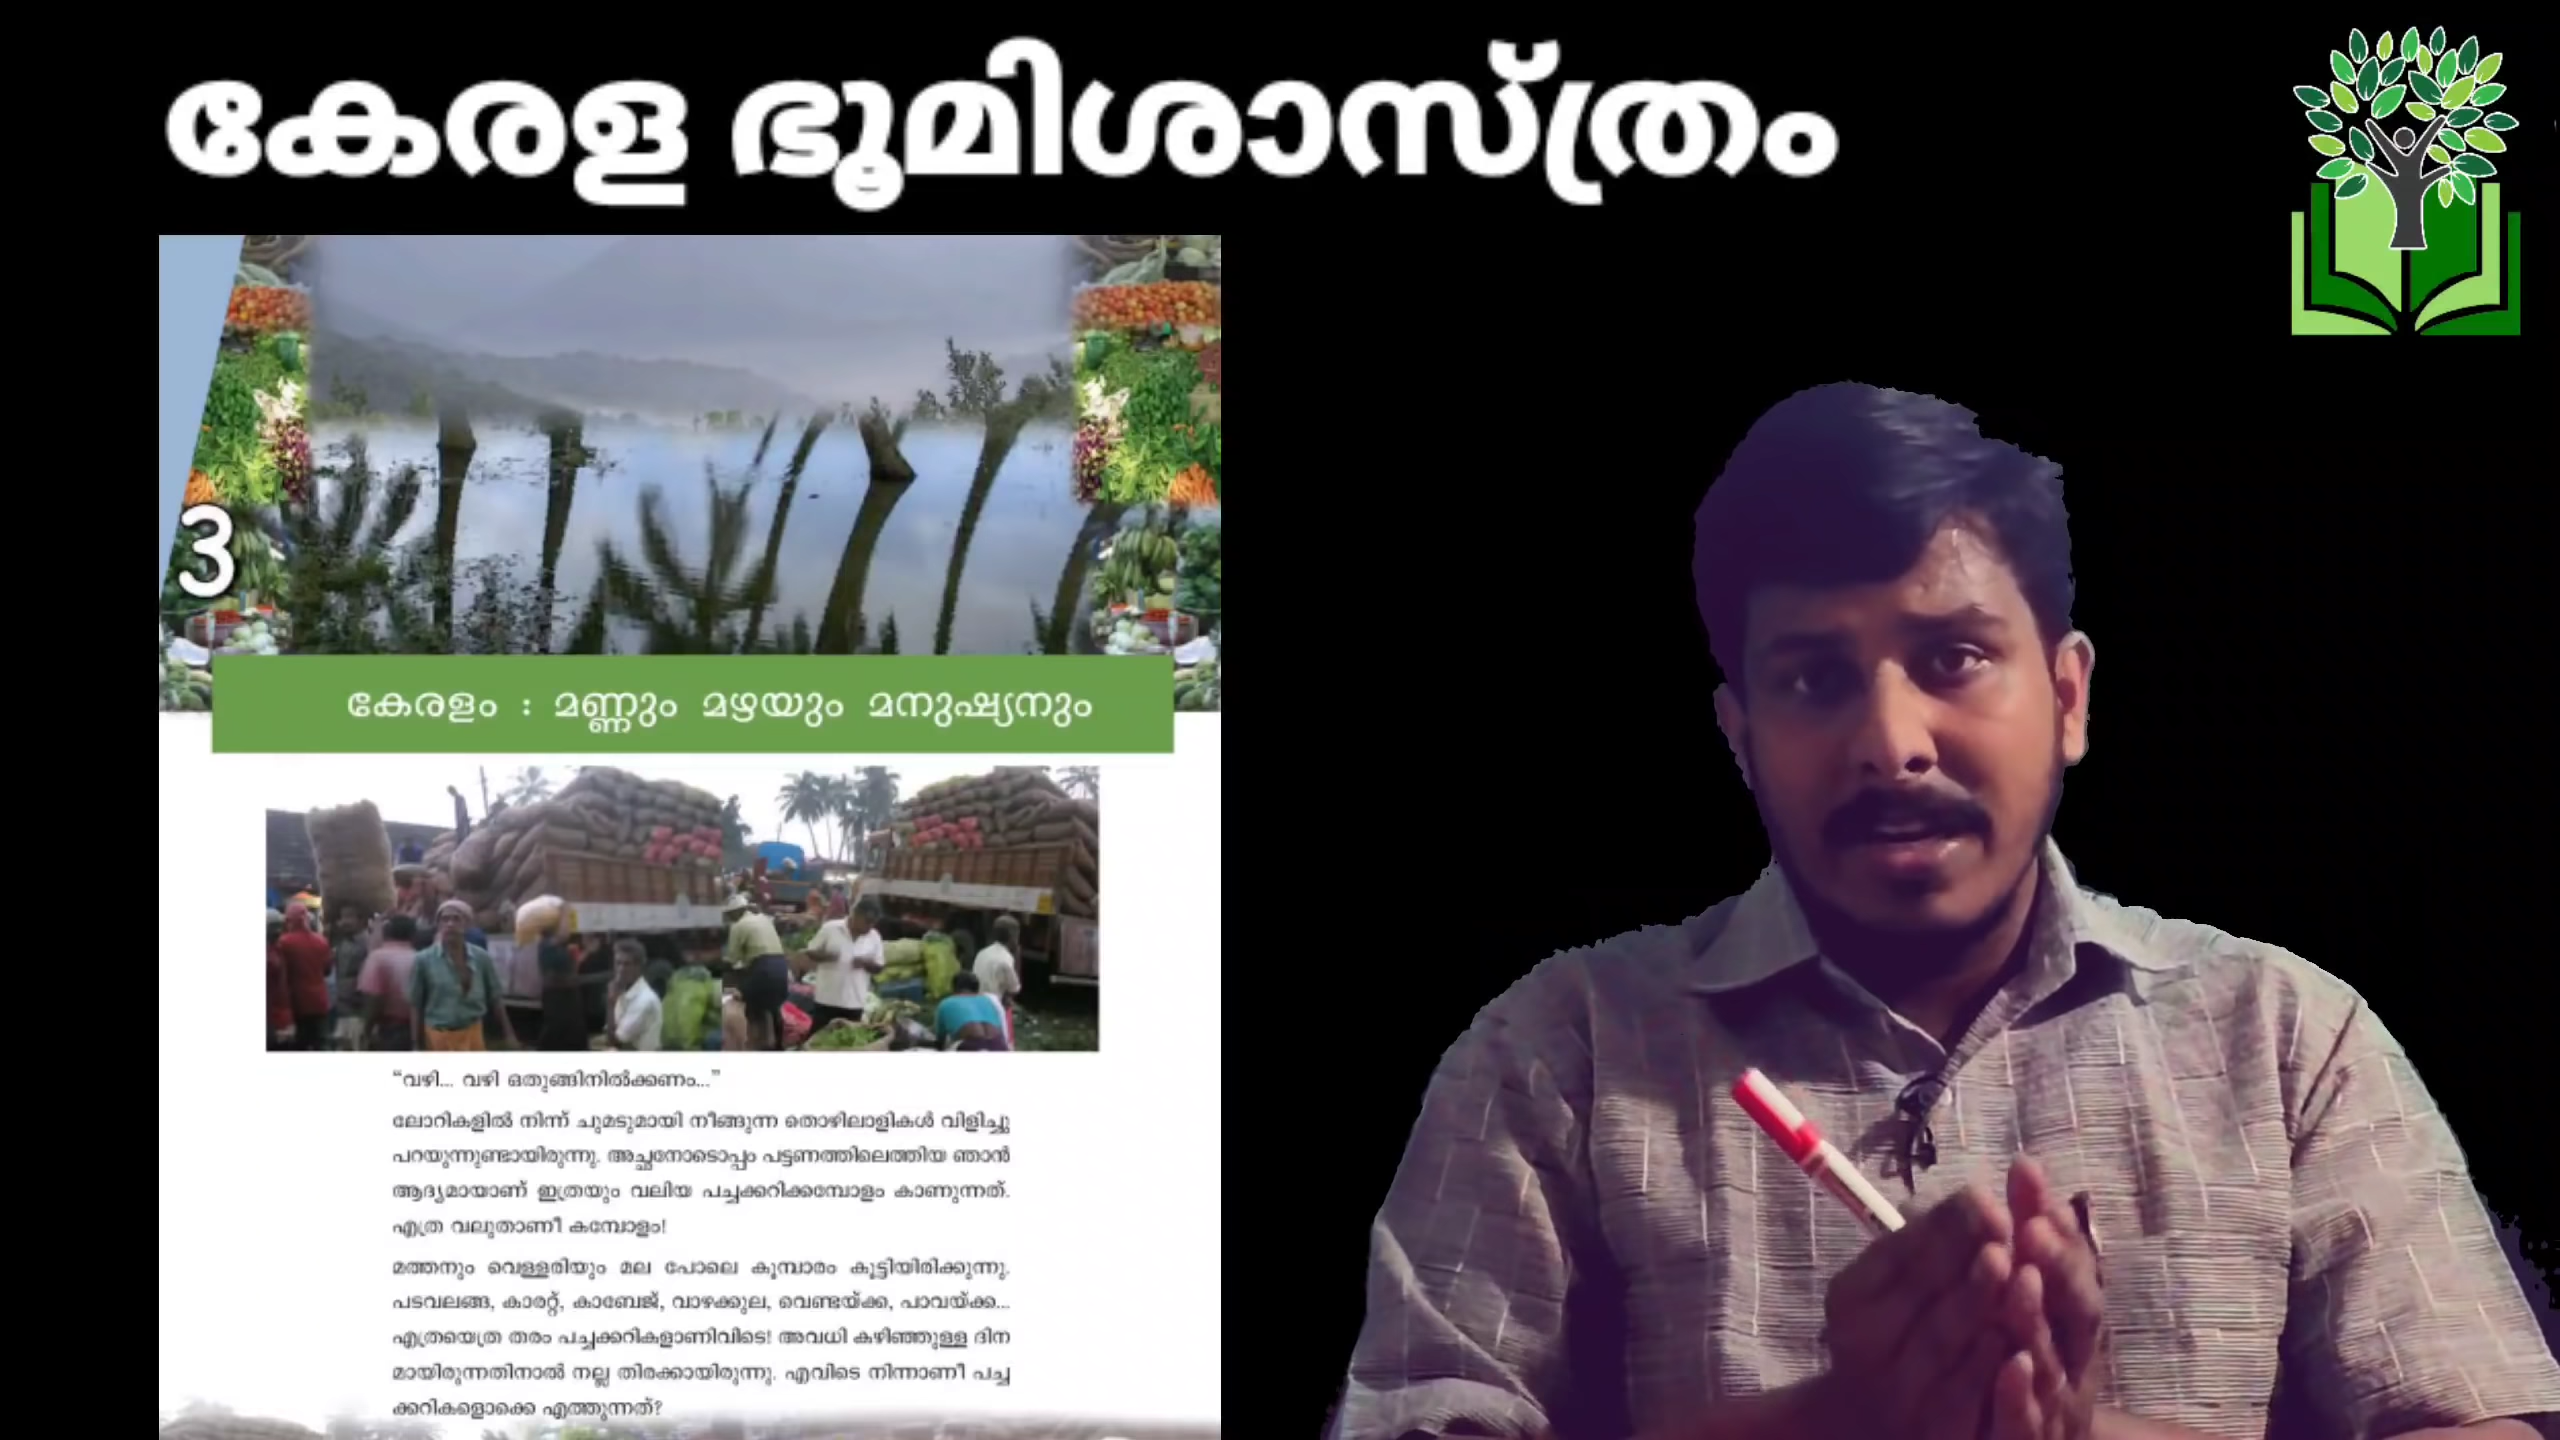 കേരള ഭൂമിശാസ്ത്രം
3
കേരളം : മണ്ണും മഴയും മനുഷ്യനും
“വഴി... വഴി ഒതുങ്ങിനിൽക്കണം...”
ലോറികളിൽ നിന്ന് ചുമടുമായി നീങ്ങുന്ന തൊഴിലാളികൾ വിളിച്ചു
പറയുന്നുണ്ടായിരുന്നു. അച്ഛനോടൊപ്പം പട്ടണത്തിലെത്തിയ ഞാൻ
ആദ്യമായാണ് ഇത്രയും വലിയ പച്ചക്കറിക്കമ്പോളം കാണുന്നത്.
എത്ര വലുതാണീ കമ്പോളം!
മത്തനും വെള്ളരിയും മല പോലെ കൂമ്പാരം കൂട്ടിയിരിക്കുന്നു.
പടവലങ്ങ, കാരറ്റ്, കാബേജ്, വാഴക്കുല, വെണ്ടയ്ക്ക, പാവയ്ക്ക...
എത്രയെത്ര തരം പച്ചക്കറികളാണിവിടെ! അവധി കഴിഞ്ഞുള്ള ദിന
മായിരുന്നതിനാൽ നല്ല തിരക്കായിരുന്നു. എവിടെ നിന്നാണീ പച്ച
ക്കറികളൊക്കെ എത്തുന്നത്?